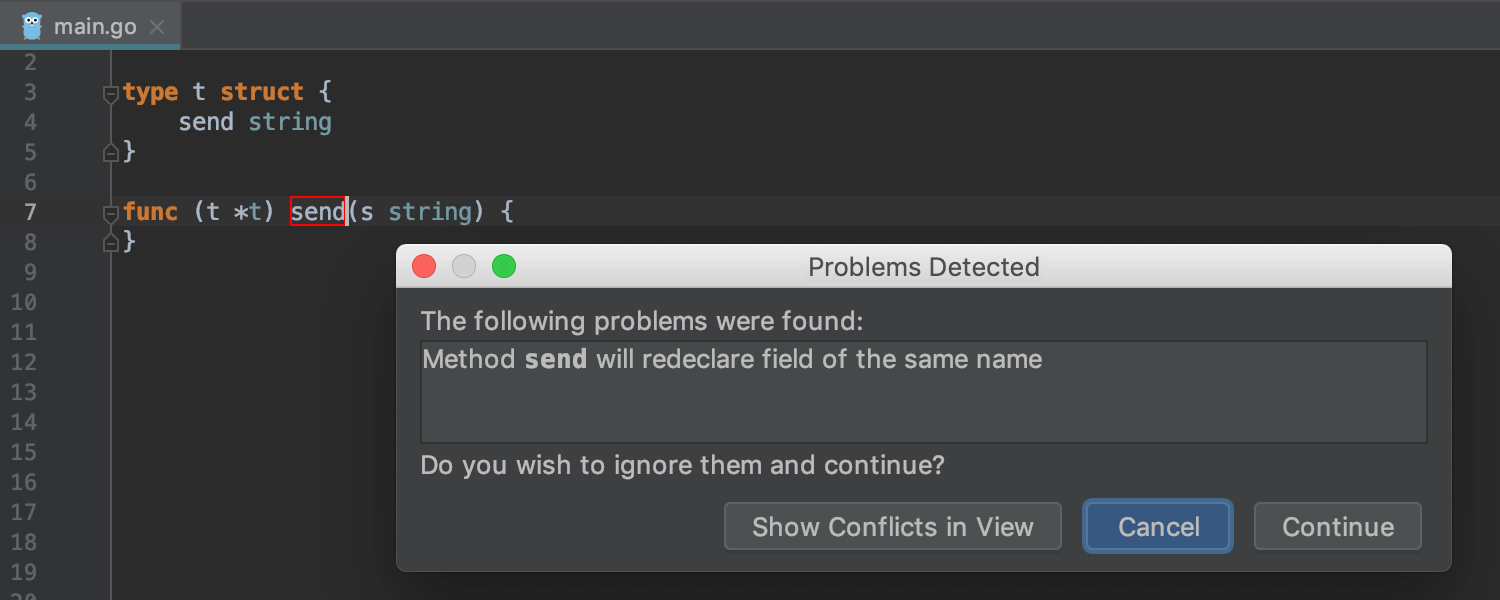 main.go
2
3 type t struct {
4 send string
5 }
6
7 func (t *t) send(s string) {
8 }
9
10
11
12
13
14
15
16
17
18
19
20
Problems Detected
The following problems were found:
Method send will redeclare field of the same name
Do you wish to ignore them and continue?
Show Conflicts in View Cancel Continue